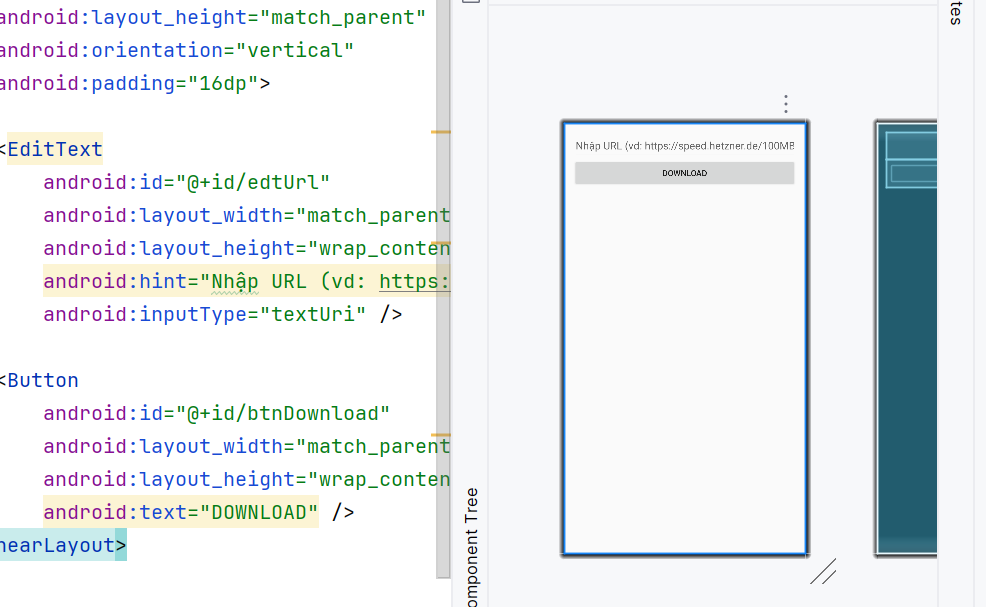 android:layout_height="match_parent"
android:orientation="vertical"
android:padding="16dp">
<EditText
android:id="@+id/edtUrl"
android:layout_width="match_parent
android:layout_height="wrap_conten
android:hint="Nhập URL (vd: https:
android:inputType="textUri" />
<Button
android:id="@+id/btnDownload"
android:layout_width="match_parent
android:layout_height="wrap_conten
android:text="DOWNLOAD" />
nearLayout>
omponent Tree
Nhập URL (vd: https://speed.hetzner.de/100MB
DOWNLOAD
tes